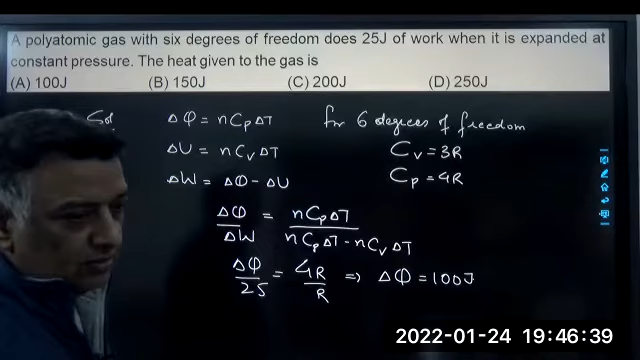 A polyatomic gas with six degrees of freedom does 25J of work when it is expanded at
constant pressure. The heat given to the gas is
(A) 100J (B) 150J (C) 200J (D) 250J
Sol ΔQ = nCpΔT for 6 degrees of freedom
ΔU = nCvΔT Cv = 3R
ΔW = ΔQ - ΔU Cp = 4R
ΔQ/ΔW = nCpΔT/(nCpΔT - nCvΔT)
ΔQ/25 = 4R/R ⇒ ΔQ = 100J
2022-01-24 19:46:39